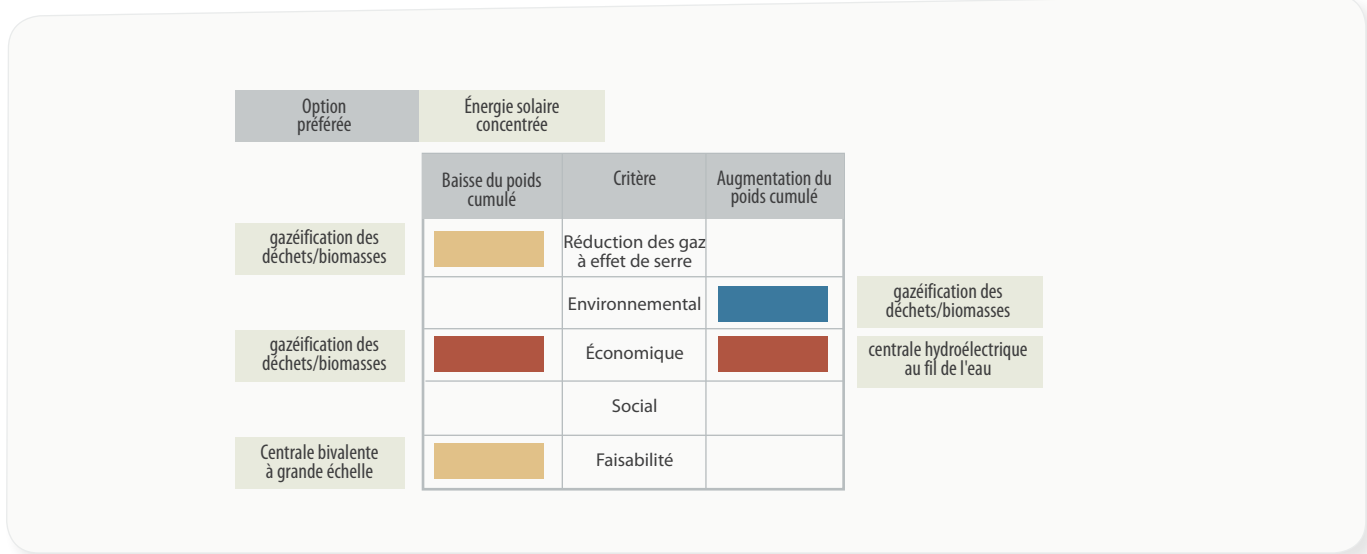 Option
préférée
Énergie solaire
concentrée
Baisse du poids
cumulé
Critère
Augmentation du
poids cumulé
gazéification des
déchets/biomasses
Réduction des gaz
à effet de serre
Environnemental
gazéification des
déchets/biomasses
gazéification des
déchets/biomasses
Économique
centrale hydroélectrique
au fil de l'eau
Social
Centrale bivalente
à grande échelle
Faisabilité